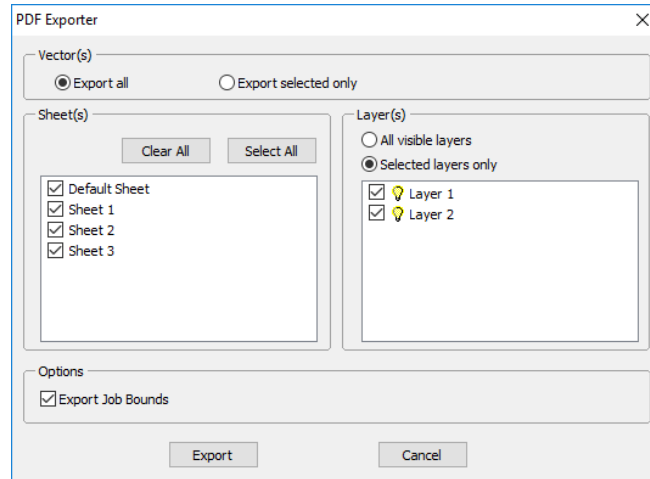 PDF Exporter
Vector(s)
Export all
Export selected only
Sheet(s)
Clear All
Select All
Default Sheet
Sheet 1
Sheet 2
Sheet 3
Layer(s)
All visible layers
Selected layers only
Layer 1
Layer 2
Options
Export Job Bounds
Export
Cancel